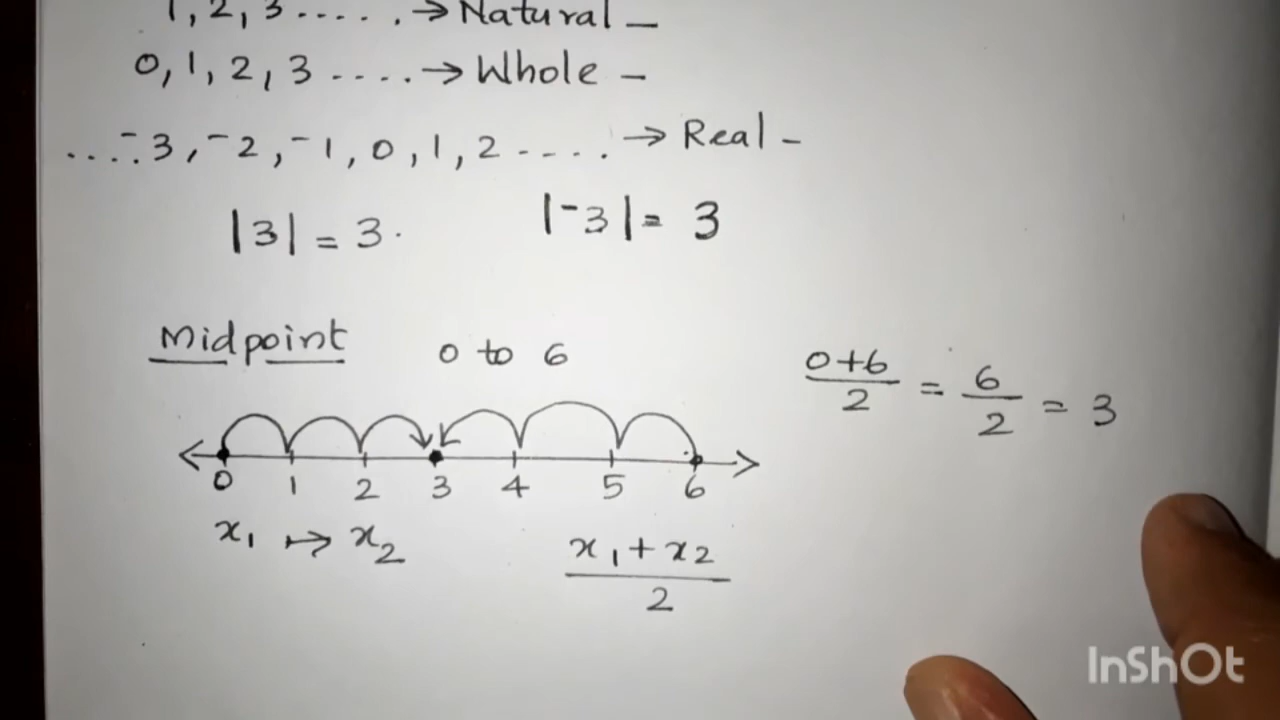 1, 2, 3 ..... → Natural –
0, 1, 2, 3 ..... → Whole –
..... -3, -2, -1, 0, 1, 2 ..... → Real –
|3| = 3.
|-3| = 3
Midpoint
0 to 6
0+6/2 = 6/2 = 3
0 1 2 3 4 5 6
x₁ ↦ x₂
x₁ + x₂/2
InShOt